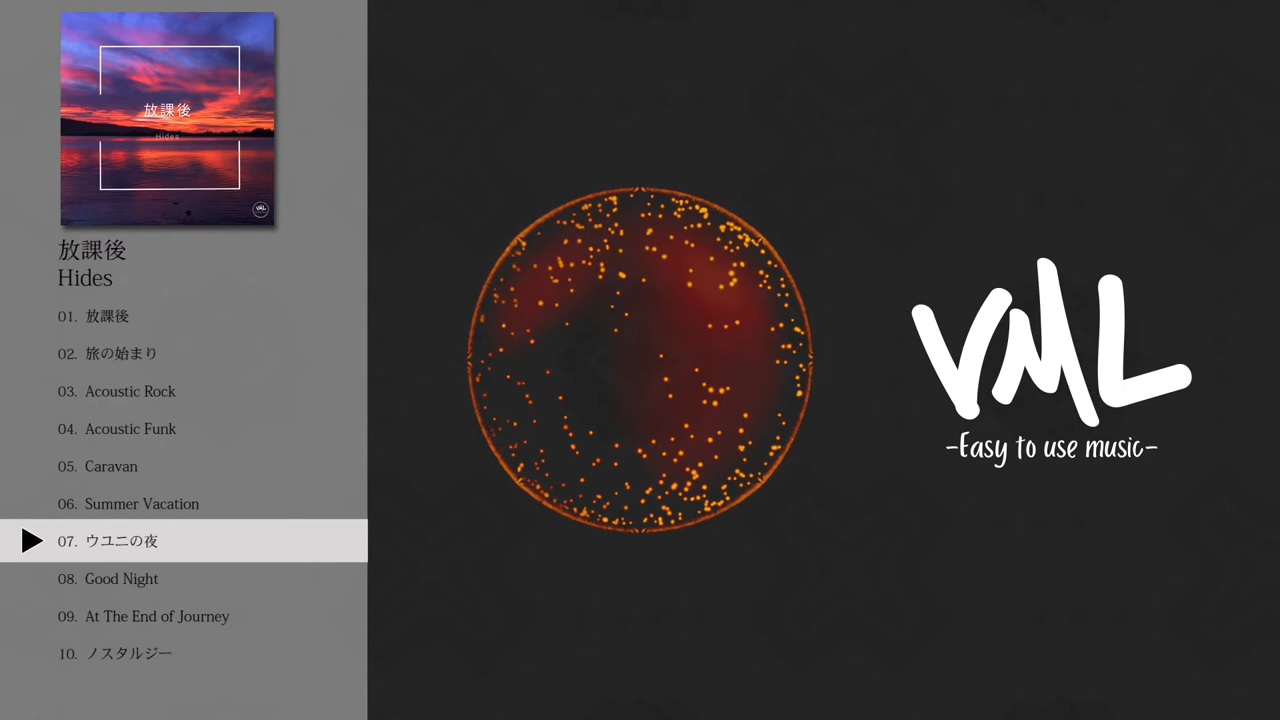 放課後
Hides
VML
放課後
Hides
01. 放課後
02. 旅の始まり
03. Acoustic Rock
04. Acoustic Funk
05. Caravan
06. Summer Vacation
07. ウユニの夜
08. Good Night
09. At The End of Journey
10. ノスタルジー
VML
-Easy to use music-